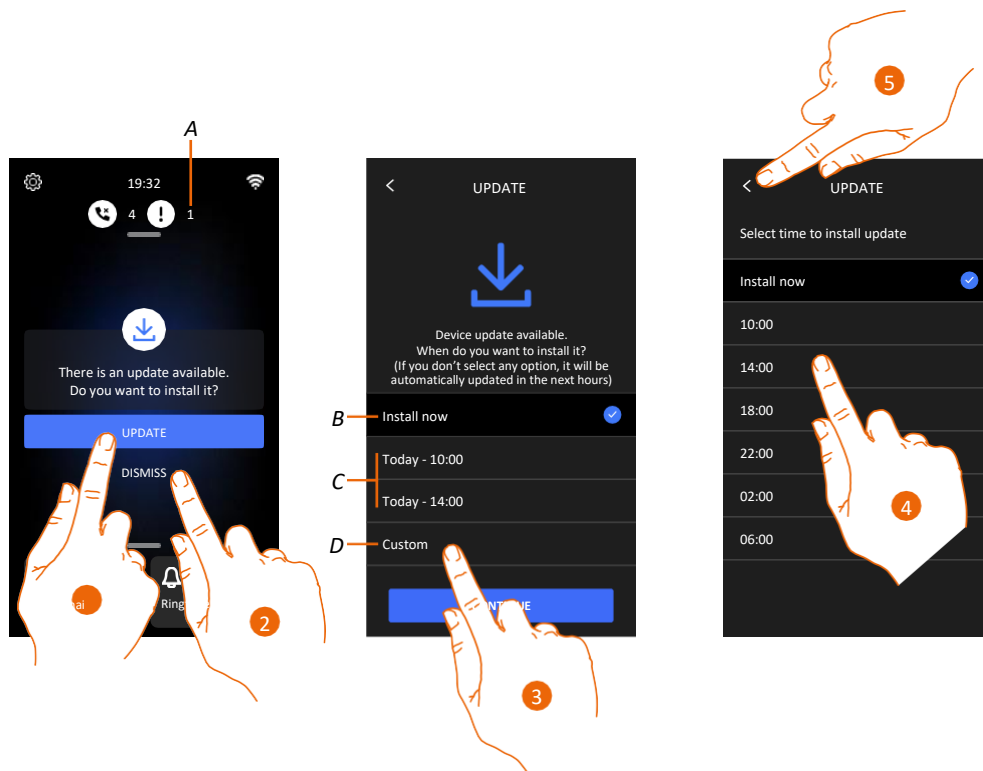 A
19:32
4
1
There is an update available.
Do you want to install it?
UPDATE
DISMISS
Ring
2
UPDATE
Device update available.
When do you want to install it?
(If you don't select any option, it will be
automatically updated in the next hours)
B
Install now
Today - 10:00
C
Today - 14:00
D
Custom
3
5
UPDATE
Select time to install update
Install now
10:00
14:00
18:00
22:00
02:00
06:00
4